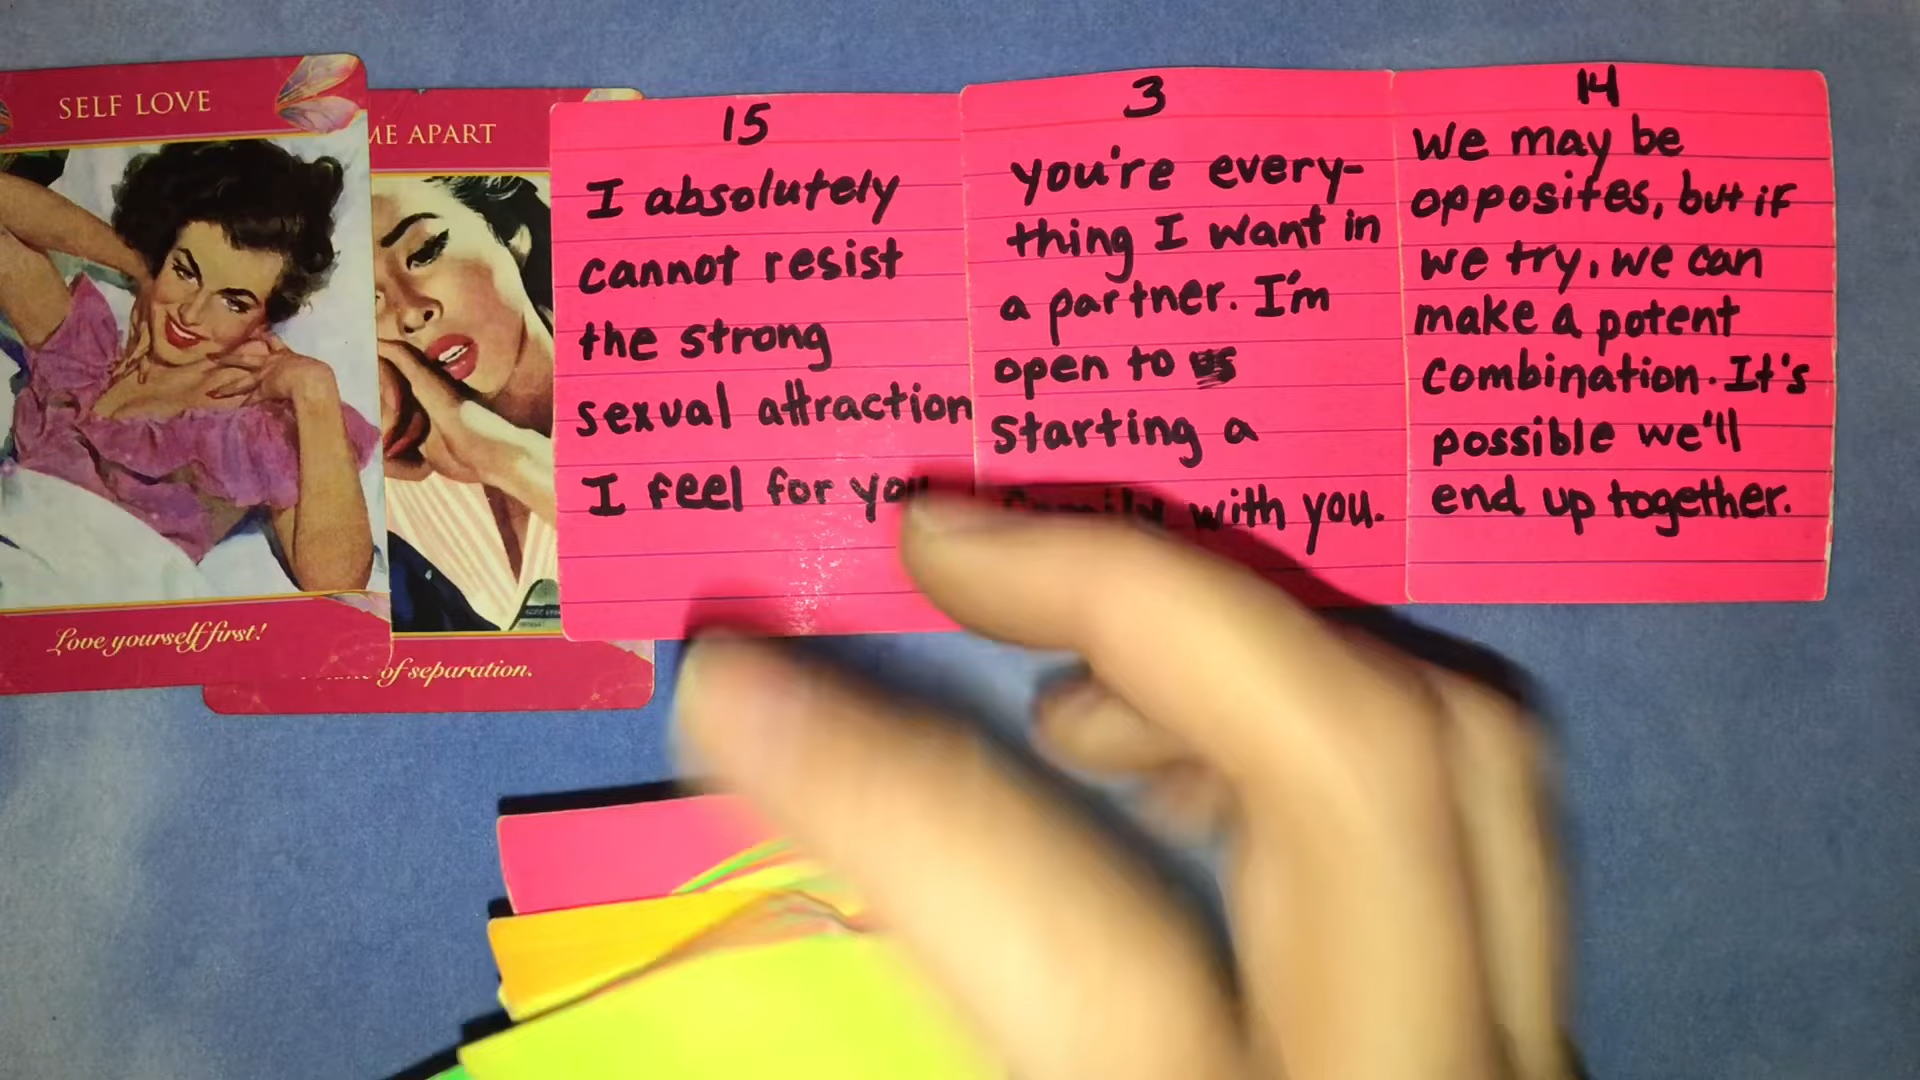 SELF LOVE
Love yourself first!
ME APART
of separation.
15
I absolutely
cannot resist
the strong
sexual attraction
I feel for you
3
you're every-
thing I want in
a partner. I'm
open to
starting a
family with you.
14
We may be
opposites, but if
we try, we can
make a potent
combination. It's
possible we'll
end up together.